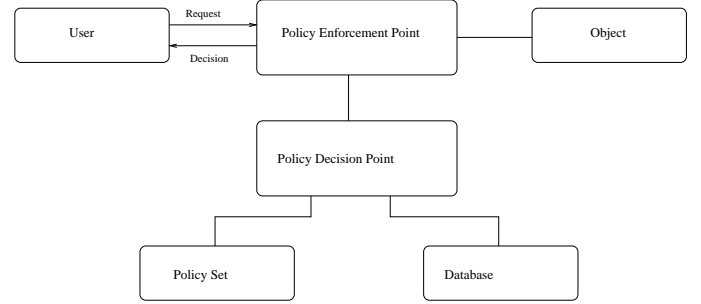 Request
User
Policy Enforcement Point
Object
Decision
Policy Decision Point
Policy Set
Database